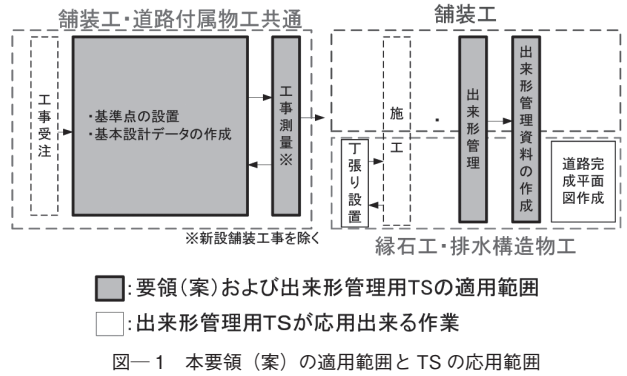 舗装工・道路付属物工共通
舗装工
工事受注
・基準点の設置
・基本設計データの作成
工事測量※
施工
丁張り設置
出来形管理
出来形管理資料の作成
道路完
成平面
図作成
※新設舗装工事を除く
縁石工・排水構造物工
:要領(案)および出来形管理用TSの適用範囲
:出来形管理用TSが応用出来る作業
図―1 本要領(案)の適用範囲とTSの応用範囲